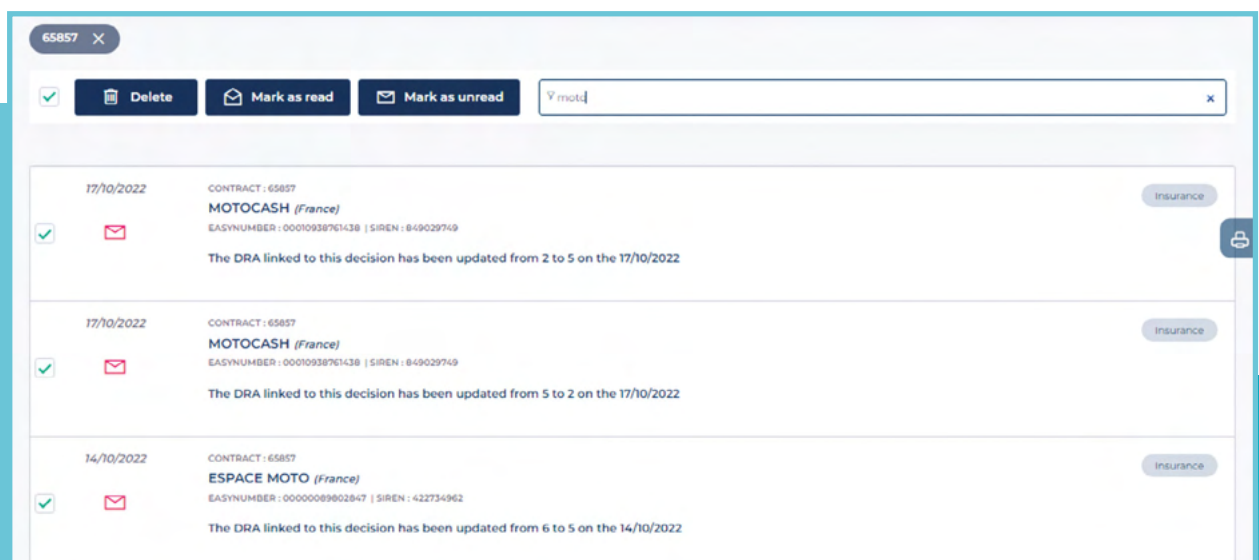 65857
Delete
Mark as read
Mark as unread
moto
17/10/2022
CONTRACT : 65857
Insurance
MOTOCASH (France)
EASYNUMBER : 00010938761438 | SIREN : 849029749
The DRA linked to this decision has been updated from 2 to 5 on the 17/10/2022
17/10/2022
CONTRACT : 65857
Insurance
MOTOCASH (France)
EASYNUMBER : 00010938761438 | SIREN : 849029749
The DRA linked to this decision has been updated from 5 to 2 on the 17/10/2022
14/10/2022
CONTRACT : 65857
Insurance
ESPACE MOTO (France)
EASYNUMBER : 00000089802847 | SIREN : 422734962
The DRA linked to this decision has been updated from 6 to 5 on the 14/10/2022